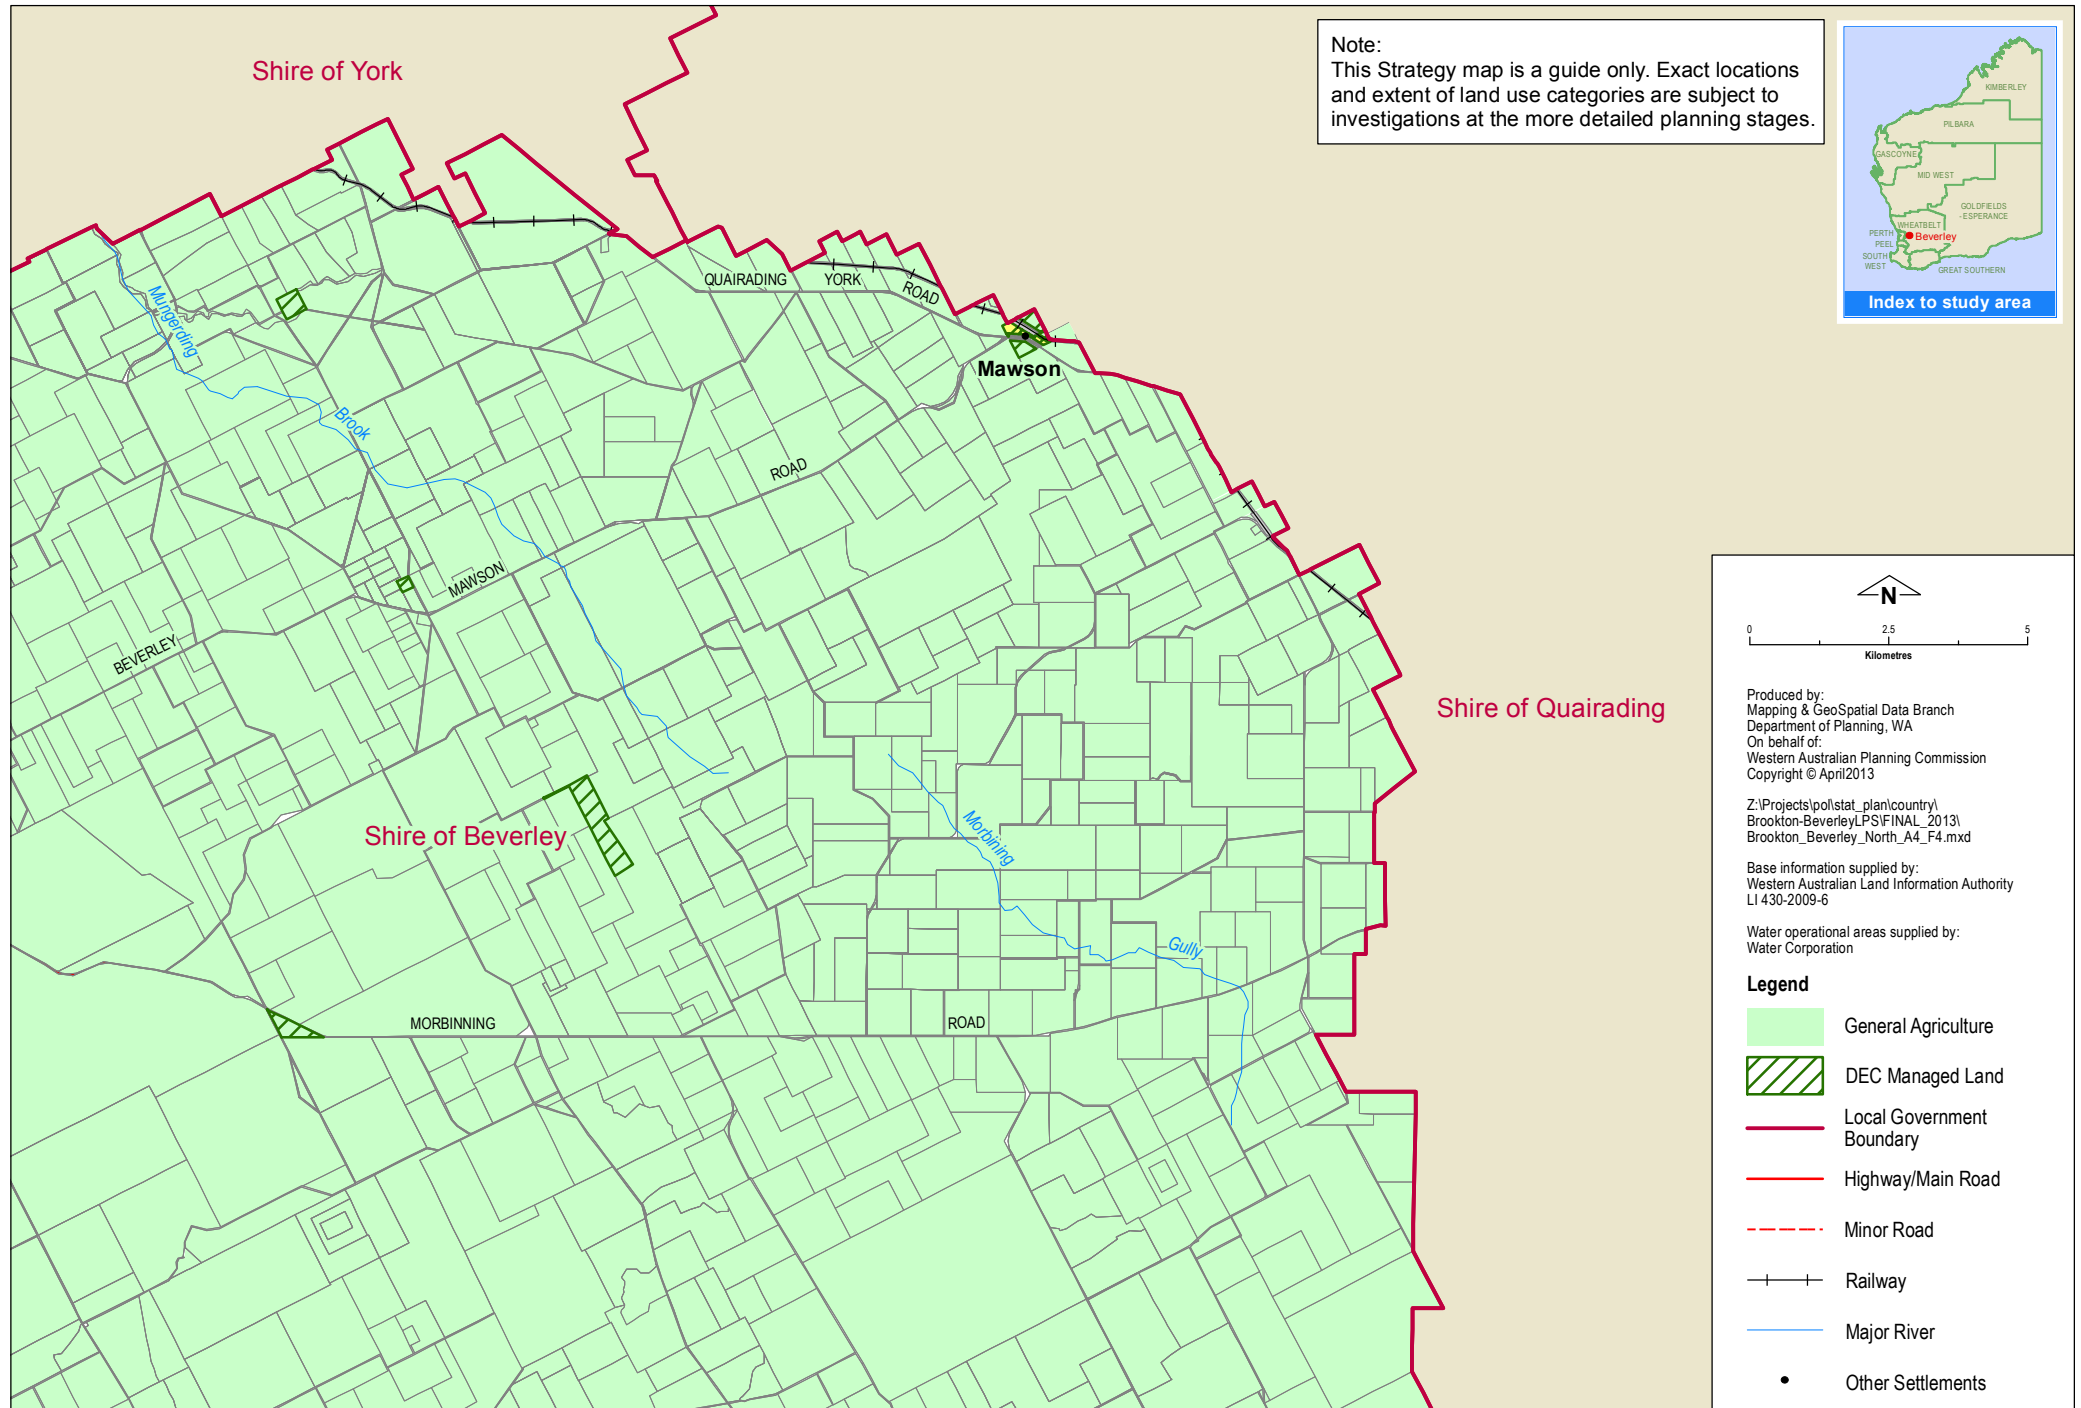 Shire of York
Note:
This Strategy map is a guide only. Exact locations
and extent of land use categories are subject to
investigations at the more detailed planning stages.
KIMBERLEY
PILBARA
GASCOYNE
MID WEST
GOLDFIELDS
- ESPERANCE
WHEATBELT
PERTH
Beverley
PEEL
SOUTH
WEST
GREAT SOUTHERN
Index to study area
QUAIRADING
YORK
ROAD
Mungerding
Mawson
Brook
ROAD
MAWSON
BEVERLEY
Shire of Quairading
Shire of Beverley
Morbining
Gully
MORBINNING
ROAD
N
0
2.5
5
Kilometres
Produced by:
Mapping & GeoSpatial Data Branch
Department of Planning, WA
On behalf of:
Western Australian Planning Commission
Copyright © April2013
Z:\Projects\pol\stat_plan\country\
Brookton-BeverleyLPS\FINAL_2013\
Brookton_Beverley_North_A4_F4.mxd
Base information supplied by:
Western Australian Land Information Authority
LI 430-2009-6
Water operational areas supplied by:
Water Corporation
Legend
General Agriculture
DEC Managed Land
Local Government
Boundary
Highway/Main Road
Minor Road
Railway
Major River
Other Settlements